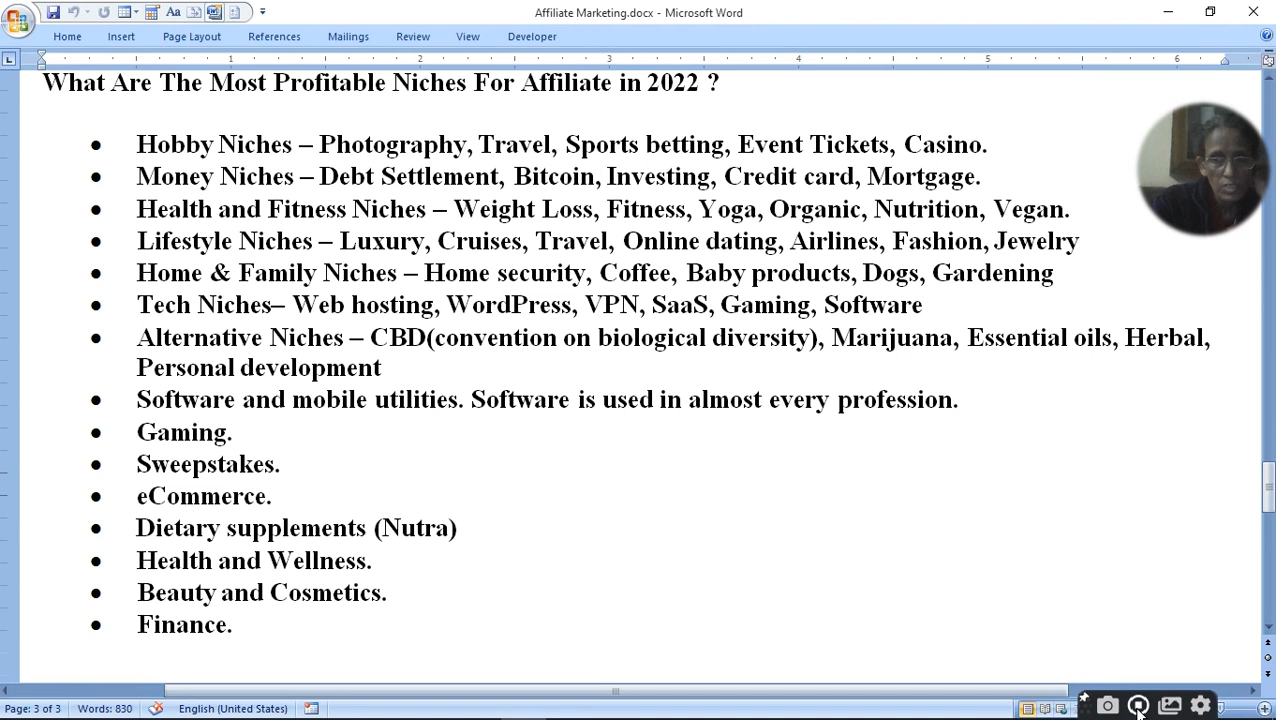 Affiliate Marketing.docx - Microsoft Word
Home Insert Page Layout References Mailings Review View Developer
1 2 3 4 5 6
What Are The Most Profitable Niches For Affiliate in 2022 ?
• Hobby Niches – Photography, Travel, Sports betting, Event Tickets, Casino.
• Money Niches – Debt Settlement, Bitcoin, Investing, Credit card, Mortgage.
• Health and Fitness Niches – Weight Loss, Fitness, Yoga, Organic, Nutrition, Vegan.
• Lifestyle Niches – Luxury, Cruises, Travel, Online dating, Airlines, Fashion, Jewelry
• Home & Family Niches – Home security, Coffee, Baby products, Dogs, Gardening
• Tech Niches– Web hosting, WordPress, VPN, SaaS, Gaming, Software
• Alternative Niches – CBD(convention on biological diversity), Marijuana, Essential oils, Herbal,
Personal development
• Software and mobile utilities. Software is used in almost every profession.
• Gaming.
• Sweepstakes.
• eCommerce.
• Dietary supplements (Nutra)
• Health and Wellness.
• Beauty and Cosmetics.
• Finance.
Page: 3 of 3 Words: 830 English (United States)